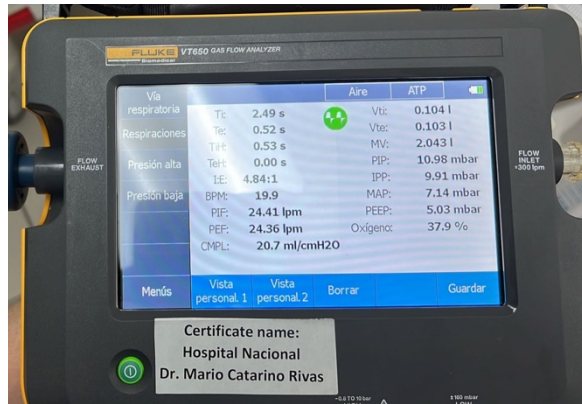 FLUKE VT650 GAS FLOW ANALYZER
Biomedical
Vía respiratoria
Respiraciones
Presión alta
Presión baja
Menús
Aire ATP
Ti: 2.49 s
Te: 0.52 s
TiH: 0.53 s
TeH: 0.00 s
I:E: 4.84:1
BPM: 19.9
PIF: 24.41 lpm
PEF: 24.36 lpm
CMPL: 20.7 ml/cmH2O
Vti: 0.104 l
Vte: 0.103 l
MV: 2.043 l
PIP: 10.98 mbar
IPP: 9.91 mbar
MAP: 7.14 mbar
PEEP: 5.03 mbar
Oxígeno: 37.9 %
Vista personal. 1
Vista personal. 2
Borrar
Guardar
FLOW
EXHAUST
FLOW
INLET
±300 lpm
Certificate name:
Hospital Nacional
Dr. Mario Catarino Rivas
±160 mbar